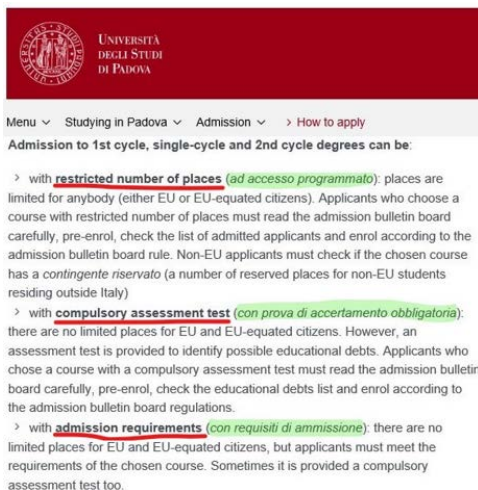 UNIVERSITÀ
DEGLI STUDI
DI PADOVA
Menu Studying in Padova Admission > How to apply
Admission to 1st cycle, single-cycle and 2nd cycle degrees can be:
> with restricted number of places (ad accesso programmato): places are
limited for anybody (either EU or EU-equated citizens). Applicants who choose a
course with restricted number of places must read the admission bulletin board
carefully, pre-enrol, check the list of admitted applicants and enrol according to the
admission bulletin board rule. Non-EU applicants must check if the chosen course
has a contingente riservato (a number of reserved places for non-EU students
residing outside Italy)
> with compulsory assessment test (con prova di accertamento obbligatoria):
there are no limited places for EU and EU-equated citizens. However, an
assessment test is provided to identify possible educational debts. Applicants who
chose a course with a compulsory assessment test must read the admission bulletin
board carefully, pre-enrol, check the educational debts list and enrol according to
the admission bulletin board regulations.
> with admission requirements (con requisiti di ammissione): there are no
limited places for EU and EU-equated citizens, but applicants must meet the
requirements of the chosen course. Sometimes it is provided a compulsory
assessment test too.